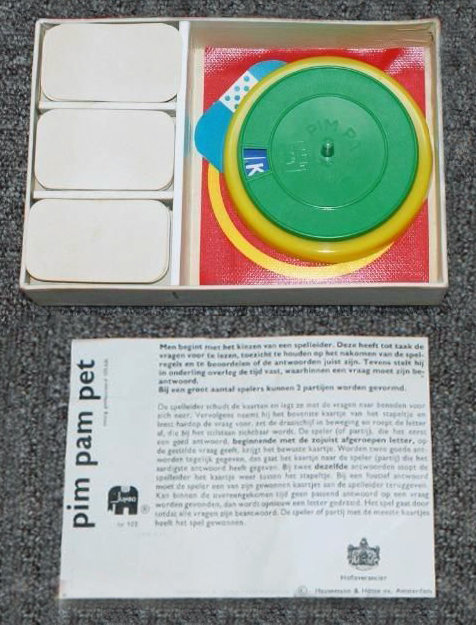 PIM PA
K
pim pam pet
JUMBO
®
nr 103
Men begint met het kiezen van een spelleider. Deze heeft tot taak de
vragen voor te lezen, toezicht te houden op het nakomen van de spel-
regels en te beoordelen of de antwoorden juist zijn. Tevens stelt hij
in onderling overleg de tijd vast, waarbinnen een vraag moet zijn be-
antwoord.
Bij een groot aantal spelers kunnen 2 partijen worden gevormd.
De spelleider schudt de kaarten en legt ze met de vragen naar beneden voor
zich neer. Vervolgens neemt hij het bovenste kaartje van het stapeltje en
leest hardop de vraag voor, zet de draaischijf in beweging en roept de letter
af, die bij het stilstaan zichtbaar wordt. De speler (of partij), die het eerst
een goed antwoord, beginnende met de zojuist afgeroepen letter, op
de gestelde vraag geeft, krijgt het bewuste kaartje. Worden twee goede ant-
woorden tegelijk gegeven, dan gaat het kaartje naar de speler (partij) die het
aardigste antwoord heeft gegeven. Bij twee dezelfde antwoorden stopt de
spelleider het kaartje weer tussen het stapeltje. Bij een foutief antwoord
moet de speler een van zijn gewonnen kaartjes aan de spelleider teruggeven.
Kan binnen de overeengekomen tijd geen passend antwoord op een vraag
worden gevonden, dan wordt opnieuw een letter gedraaid. Het spel gaat door
totdat alle vragen zijn beantwoord. De speler of partij met de meeste kaartjes
heeft het spel gewonnen.
Hofleverancier
© Hausemann & Hötte nv, Amsterdam